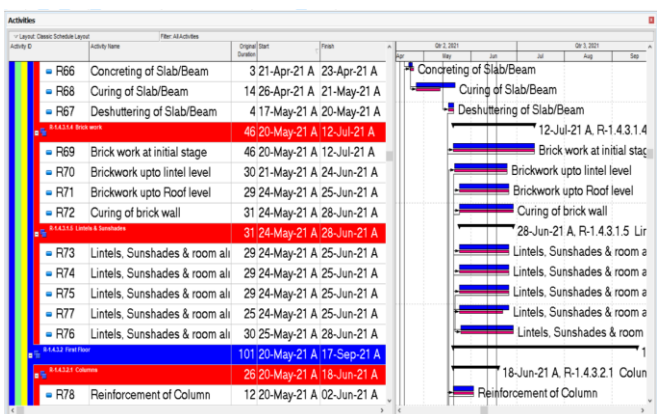 Activities
Layout: Classic Schedule Layout Filter: All Activities
Activity ID Activity Name Original Duration Start Finish Qtr 2, 2021 Qtr 3, 2021
Apr May Jun Jul Aug Sep
R66 Concreting of Slab/Beam 3 21-Apr-21 A 23-Apr-21 A Concreting of Slab/Beam
R68 Curing of Slab/Beam 14 26-Apr-21 A 21-May-21 A Curing of Slab/Beam
R67 Deshuttering of Slab/Beam 4 17-May-21 A 20-May-21 A Deshuttering of Slab/Beam
R-1.4.3.1.4 Brick work 46 20-May-21 A 12-Jul-21 A 12-Jul-21 A, R-1.4.3.1.4
R69 Brick work at initial stage 46 20-May-21 A 12-Jul-21 A Brick work at initial stag
R70 Brickwork upto lintel level 30 21-May-21 A 24-Jun-21 A Brickwork upto lintel level
R71 Brickwork upto Roof level 29 24-May-21 A 25-Jun-21 A Brickwork upto Roof level
R72 Curing of brick wall 31 24-May-21 A 28-Jun-21 A Curing of brick wall
R-1.4.3.1.5 Lintels & Sunshades 31 24-May-21 A 28-Jun-21 A 28-Jun-21 A, R-1.4.3.1.5 Lin
R73 Lintels, Sunshades & room al 29 24-May-21 A 25-Jun-21 A Lintels, Sunshades & room a
R74 Lintels, Sunshades & room al 29 24-May-21 A 25-Jun-21 A Lintels, Sunshades & room a
R75 Lintels, Sunshades & room al 29 24-May-21 A 25-Jun-21 A Lintels, Sunshades & room a
R77 Lintels, Sunshades & room al 25 24-May-21 A 25-Jun-21 A Lintels, Sunshades & room a
R76 Lintels, Sunshades & room al 30 25-May-21 A 28-Jun-21 A Lintels, Sunshades & room
R-1.4.3.2 First Floor 101 20-May-21 A 17-Sep-21 A 1
R-1.4.3.2.1 Columns 26 20-May-21 A 18-Jun-21 A 18-Jun-21 A, R-1.4.3.2.1 Colum
R78 Reinforcement of Column 12 20-May-21 A 02-Jun-21 A Reinforcement of Column